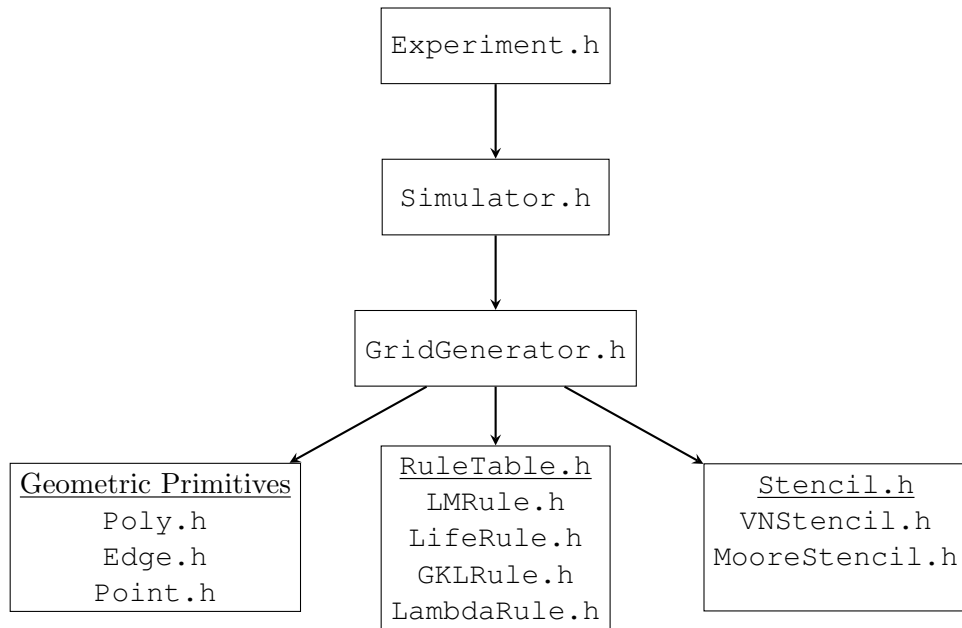 Experiment.h
Simulator.h
GridGenerator.h
Geometric Primitives
Poly.h
Edge.h
Point.h
RuleTable.h
LMRule.h
LifeRule.h
GKLRule.h
LambdaRule.h
Stencil.h
VNStencil.h
MooreStencil.h